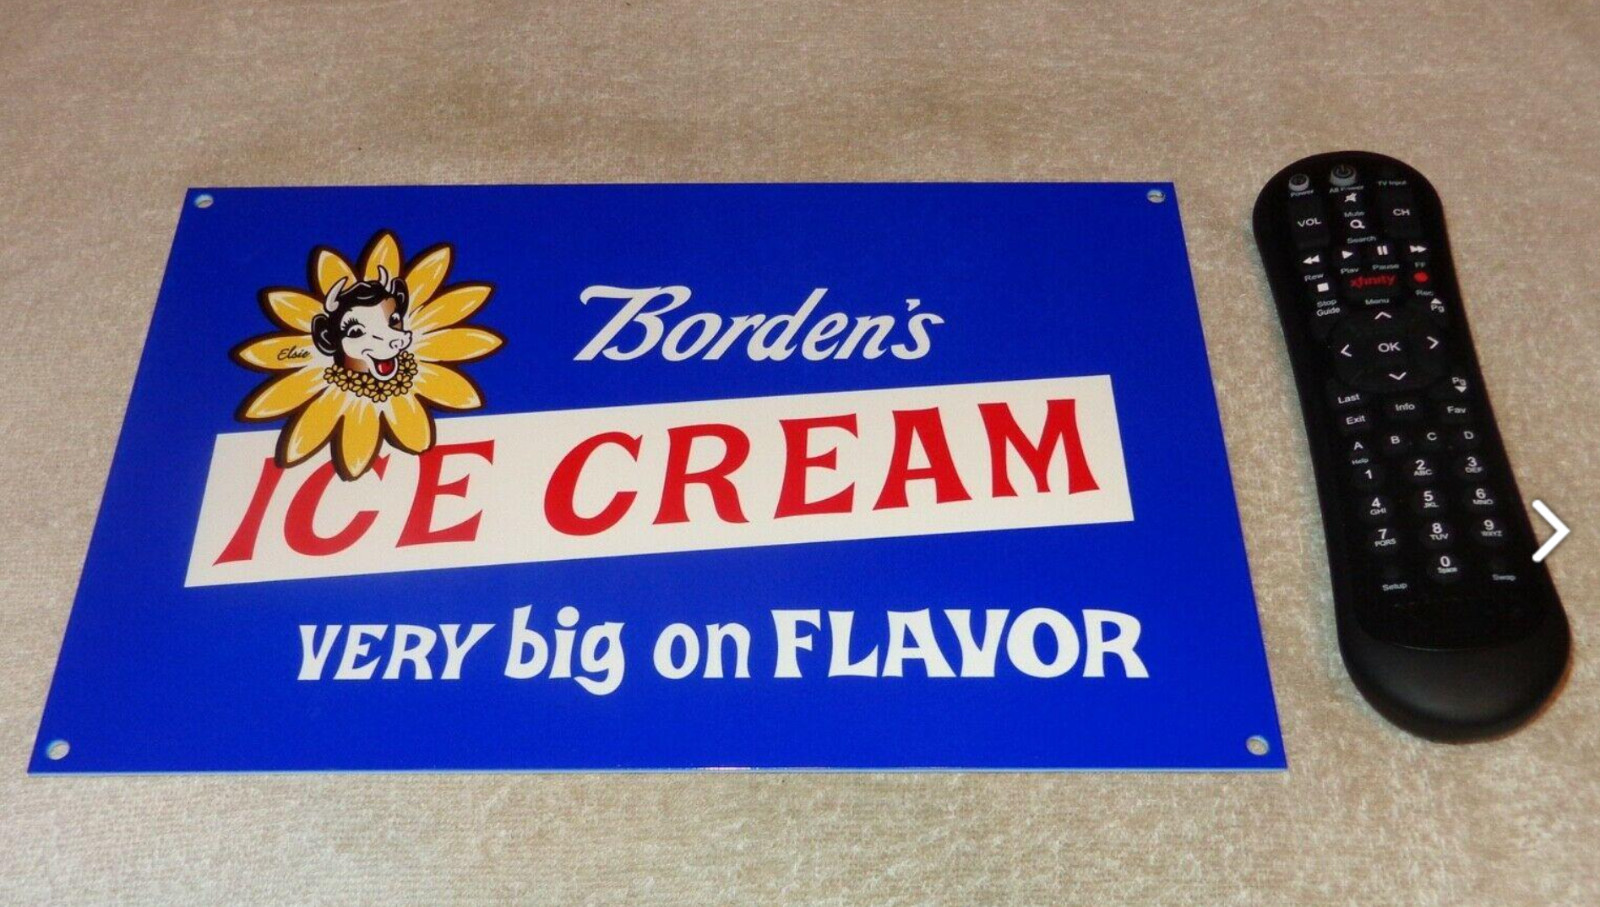 Elsie
Borden's
ICE CREAM
VERY big on FLAVOR
Power All Power TV Input
VOL Mute CH
Search
Rew Play Pause FF
xfinity
Stop Menu Rec
Guide Pg
OK
Last Pg
Exit Info Fav
A B C D
Help
1 2 ABC 3 DEF
4 GHI 5 JKL 6 MNO
7 PQRS 8 TUV 9 WXYZ
0
Space
Setup Swap